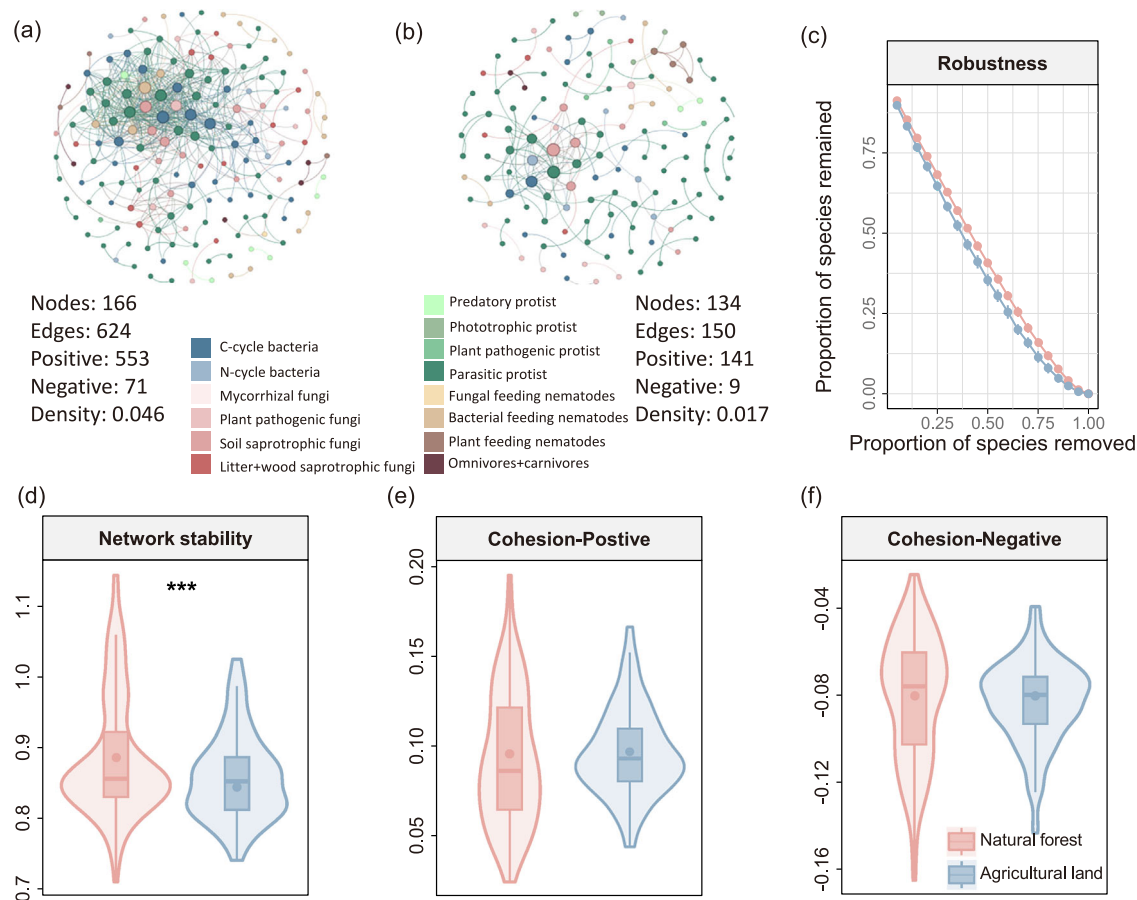 (a)
Nodes: 166
Edges: 624
Positive: 553
Negative: 71
Density: 0.046
C-cycle bacteria
N-cycle bacteria
Mycorrhizal fungi
Plant pathogenic fungi
Soil saprotrophic fungi
Litter+wood saprotrophic fungi
(b)
Predatory protist
Phototrophic protist
Plant pathogenic protist
Parasitic protist
Fungal feeding nematodes
Bacterial feeding nematodes
Plant feeding nematodes
Omnivores+carnivores
Nodes: 134
Edges: 150
Positive: 141
Negative: 9
Density: 0.017
(c)
Robustness
Proportion of species remained
0.75
0.50
0.25
0.00
0.25 0.50 0.75 1.00
Proportion of species removed
(d)
Network stability
***
1.1
1.0
0.9
0.8
0.7
(e)
Cohesion-Postive
0.20
0.15
0.10
0.05
(f)
Cohesion-Negative
-0.04
-0.08
-0.12
-0.16
Natural forest
Agricultural land